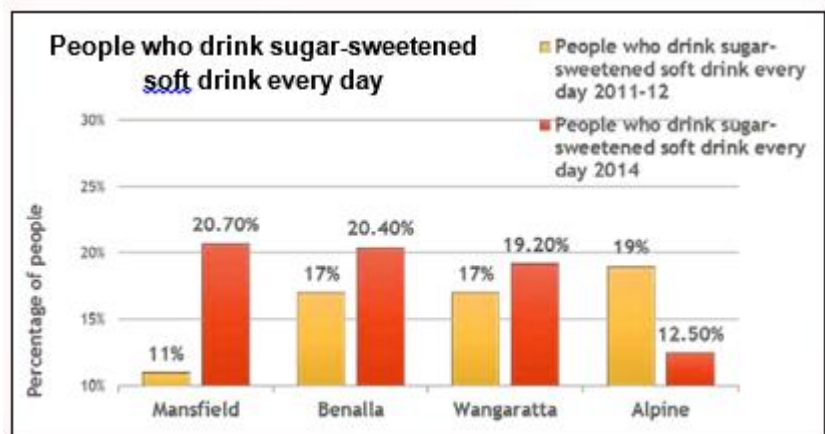 People who drink sugar-sweetened
soft drink every day
People who drink sugar-
sweetened soft drink every
day 2011-12
People who drink sugar-
sweetened soft drink every
day 2014
Percentage of people
30%
25%
20%
15%
10%
11%
20.70%
17%
20.40%
17%
19.20%
19%
12.50%
Mansfield
Benalla
Wangaratta
Alpine